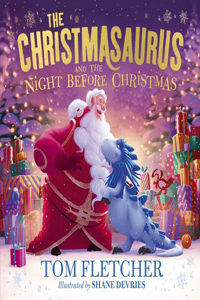 THE
CHRISTMASAURUS
AND THE
NIGHT BEFORE CHRISTMAS
TOM FLETCHER
Illustrated by SHANE DEVRIES